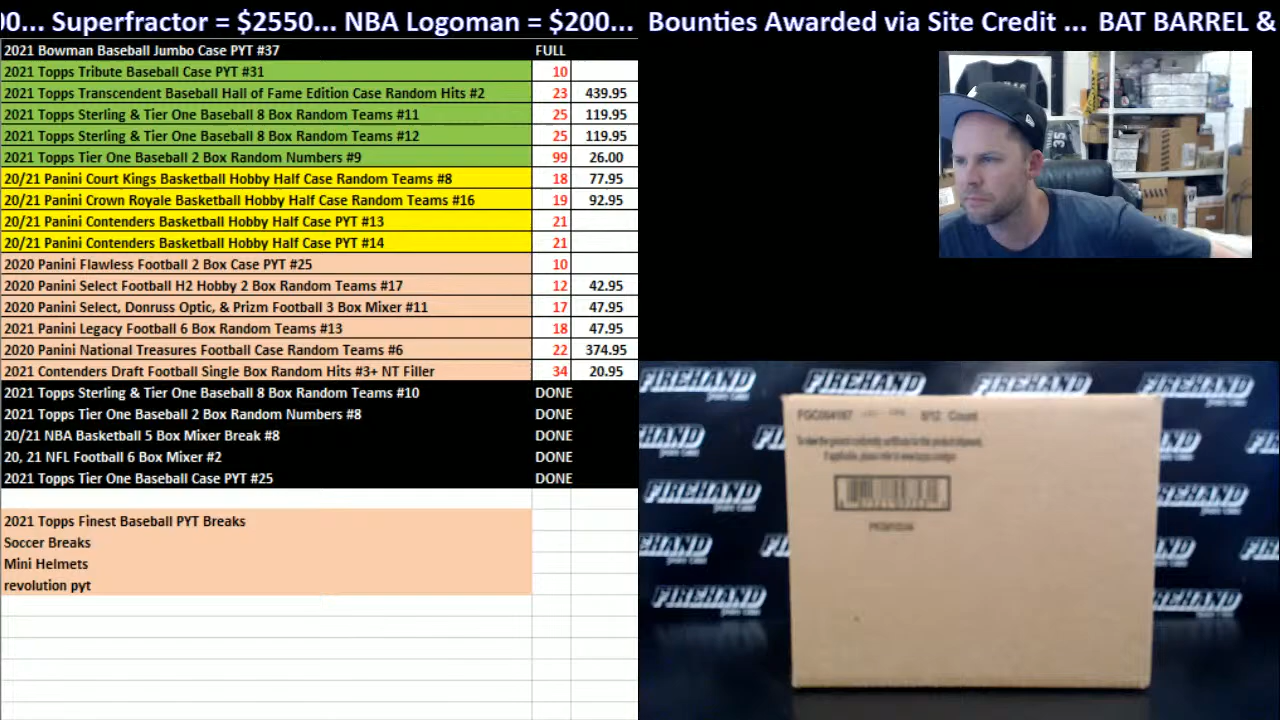 00... Superfractor = $2550... NBA Logoman = $200... Bounties Awarded via Site Credit ... BAT BARREL &
2021 Bowman Baseball Jumbo Case PYT #37 FULL
2021 Topps Tribute Baseball Case PYT #31 10
2021 Topps Transcendent Baseball Hall of Fame Edition Case Random Hits #2 23 439.95
2021 Topps Sterling & Tier One Baseball 8 Box Random Teams #11 25 119.95
2021 Topps Sterling & Tier One Baseball 8 Box Random Teams #12 25 119.95
2021 Topps Tier One Baseball 2 Box Random Numbers #9 99 26.00
20/21 Panini Court Kings Basketball Hobby Half Case Random Teams #8 18 77.95
20/21 Panini Crown Royale Basketball Hobby Half Case Random Teams #16 19 92.95
20/21 Panini Contenders Basketball Hobby Half Case PYT #13 21
20/21 Panini Contenders Basketball Hobby Half Case PYT #14 21
2020 Panini Flawless Football 2 Box Case PYT #25 10
2020 Panini Select Football H2 Hobby 2 Box Random Teams #17 12 42.95
2020 Panini Select, Donruss Optic, & Prizm Football 3 Box Mixer #11 17 47.95
2021 Panini Legacy Football 6 Box Random Teams #13 18 47.95
2020 Panini National Treasures Football Case Random Teams #6 22 374.95
2021 Contenders Draft Football Single Box Random Hits #3+ NT Filler 34 20.95
2021 Topps Sterling & Tier One Baseball 8 Box Random Teams #10 DONE
2021 Topps Tier One Baseball 2 Box Random Numbers #8 DONE
20/21 NBA Basketball 5 Box Mixer Break #8 DONE
20, 21 NFL Football 6 Box Mixer #2 DONE
2021 Topps Tier One Baseball Case PYT #25 DONE
2021 Topps Finest Baseball PYT Breaks
Soccer Breaks
Mini Helmets
revolution pyt
35
FIREHAND FIREHAND FIREHAND FIREHAND
Count
FIREHAND
FIREHAND
FIREHAND
FIREHAND
FIREHAND
FIREHAND